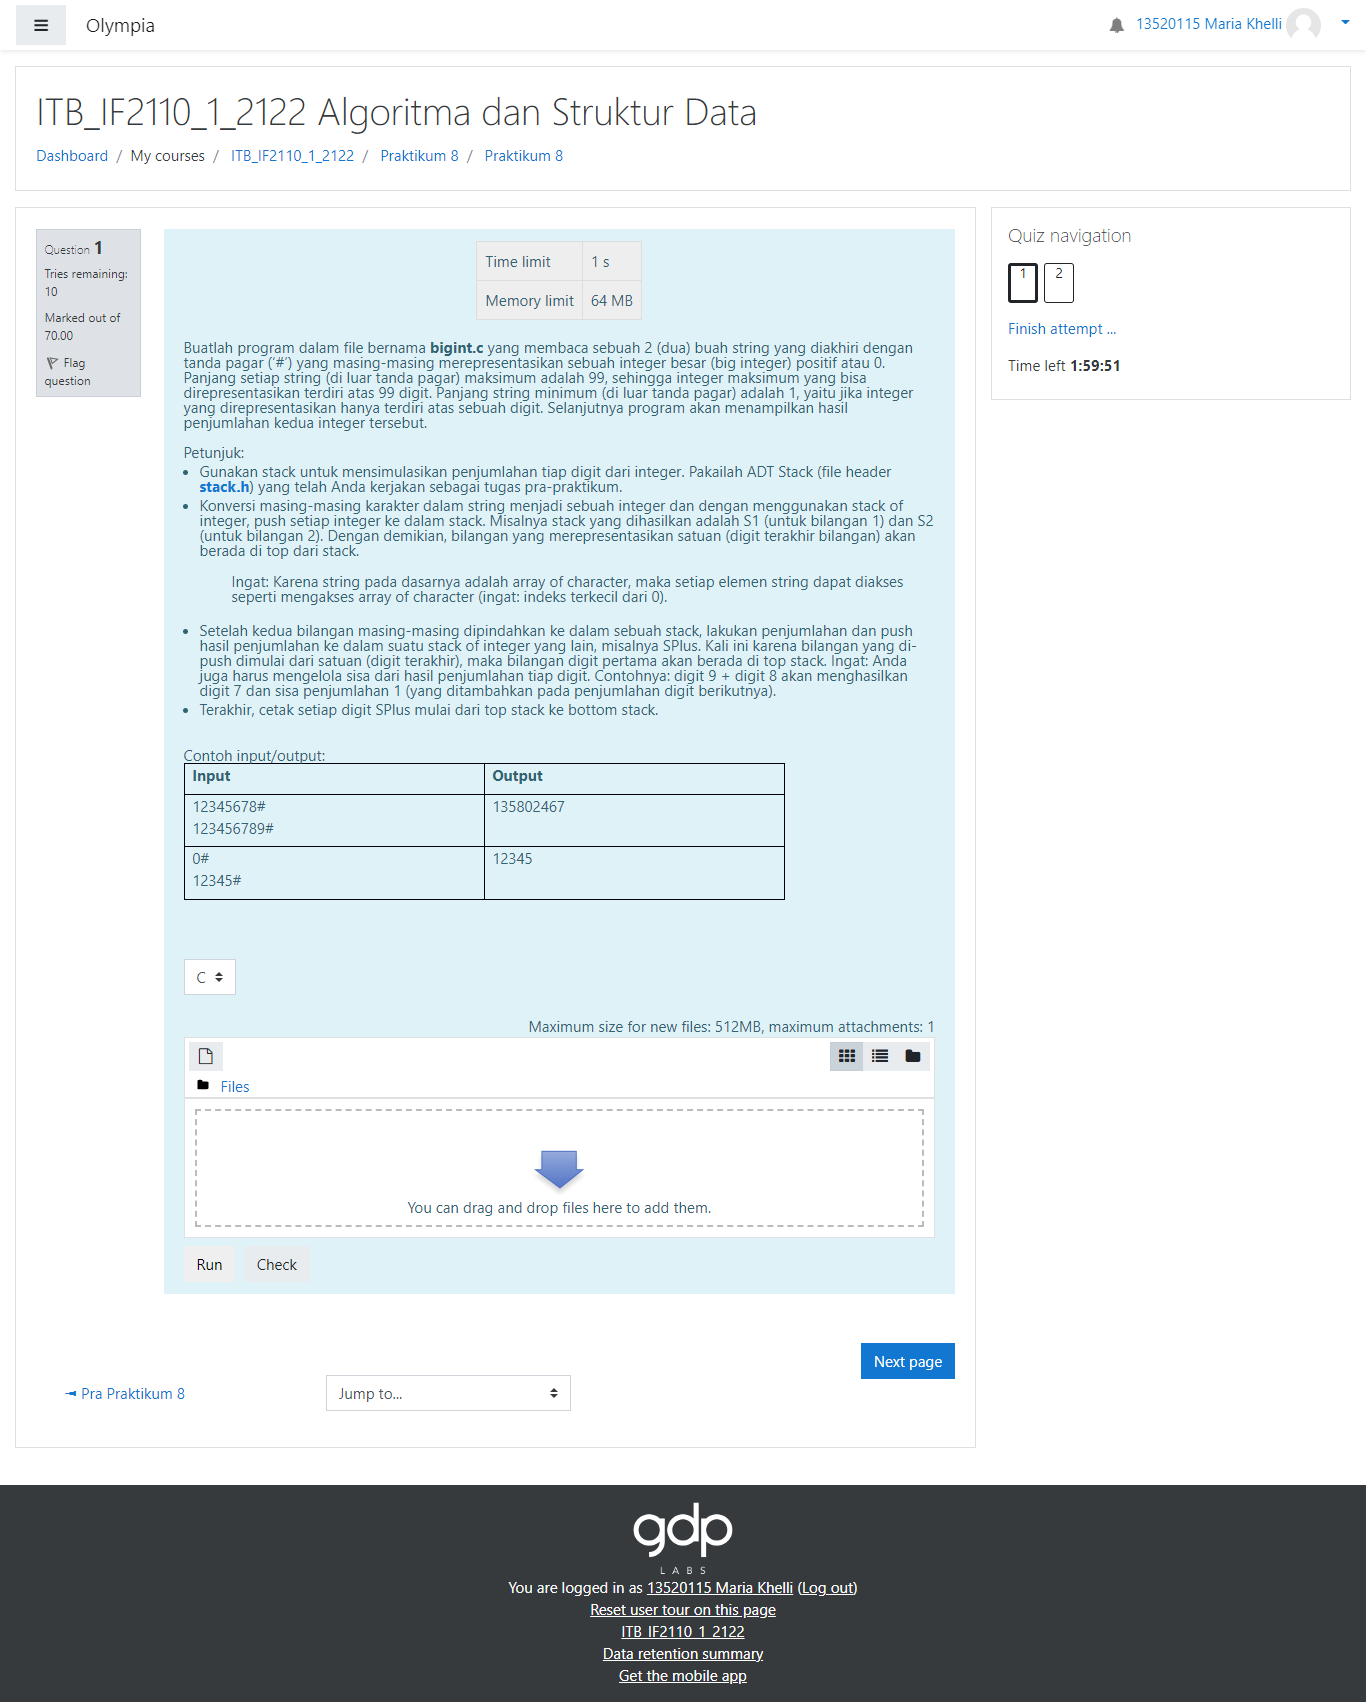 Olympia
13520115 Maria Khelli
ITB_IF2110_1_2122 Algoritma dan Struktur Data
Dashboard / My courses / ITB_IF2110_1_2122 / Praktikum 8 / Praktikum 8
Question 1
Tries remaining:
10
Marked out of
70.00
Flag
question
Time limit 1 s
Memory limit 64 MB
Buatlah program dalam file bernama bigint.c yang membaca sebuah 2 (dua) buah string yang diakhiri dengan
tanda pagar ('#') yang masing-masing merepresentasikan sebuah integer besar (big integer) positif atau 0.
Panjang setiap string (di luar tanda pagar) maksimum adalah 99, sehingga integer maksimum yang bisa
direpresentasikan terdiri atas 99 digit. Panjang string minimum (di luar tanda pagar) adalah 1, yaitu jika integer
yang direpresentasikan hanya terdiri atas sebuah digit. Selanjutnya program akan menampilkan hasil
penjumlahan kedua integer tersebut.
Petunjuk:
• Gunakan stack untuk mensimulasikan penjumlahan tiap digit dari integer. Pakailah ADT Stack (file header
stack.h) yang telah Anda kerjakan sebagai tugas pra-praktikum.
• Konversi masing-masing karakter dalam string menjadi sebuah integer dan dengan menggunakan stack of
integer, push setiap integer ke dalam stack. Misalnya stack yang dihasilkan adalah S1 (untuk bilangan 1) dan S2
(untuk bilangan 2). Dengan demikian, bilangan yang merepresentasikan satuan (digit terakhir bilangan) akan
berada di top dari stack.
Ingat: Karena string pada dasarnya adalah array of character, maka setiap elemen string dapat diakses
seperti mengakses array of character (ingat: indeks terkecil dari 0).
• Setelah kedua bilangan masing-masing dipindahkan ke dalam sebuah stack, lakukan penjumlahan dan push
hasil penjumlahan ke dalam suatu stack of integer yang lain, misalnya SPlus. Kali ini karena bilangan yang di-
push dimulai dari satuan (digit terakhir), maka bilangan digit pertama akan berada di top stack. Ingat: Anda
juga harus mengelola sisa dari hasil penjumlahan tiap digit. Contohnya: digit 9 + digit 8 akan menghasilkan
digit 7 dan sisa penjumlahan 1 (yang ditambahkan pada penjumlahan digit berikutnya).
• Terakhir, cetak setiap digit SPlus mulai dari top stack ke bottom stack.
Contoh input/output:
Input Output
12345678# 135802467
123456789#
0# 12345
12345#
C
Maximum size for new files: 512MB, maximum attachments: 1
Files
You can drag and drop files here to add them.
Run Check
Next page
◄ Pra Praktikum 8
Jump to...
Quiz navigation
1 2
Finish attempt ...
Time left 1:59:51
gdp
LABS
You are logged in as 13520115 Maria Khelli (Log out)
Reset user tour on this page
ITB_IF2110_1_2122
Data retention summary
Get the mobile app